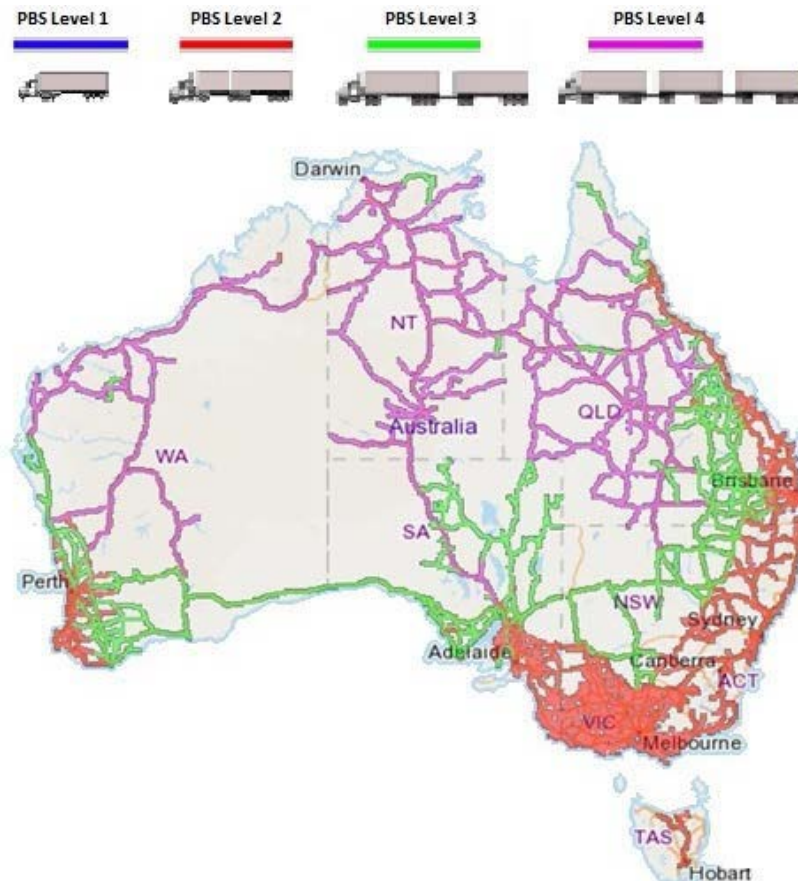 PBS Level 1 PBS Level 2 PBS Level 3 PBS Level 4
Darwin
NT
QLD
Australia
WA
Brisbane
SA
Perth
NSW
Sydney
Adelaide
Canberra
ACT
VIC
Melbourne
TAS
Hobart